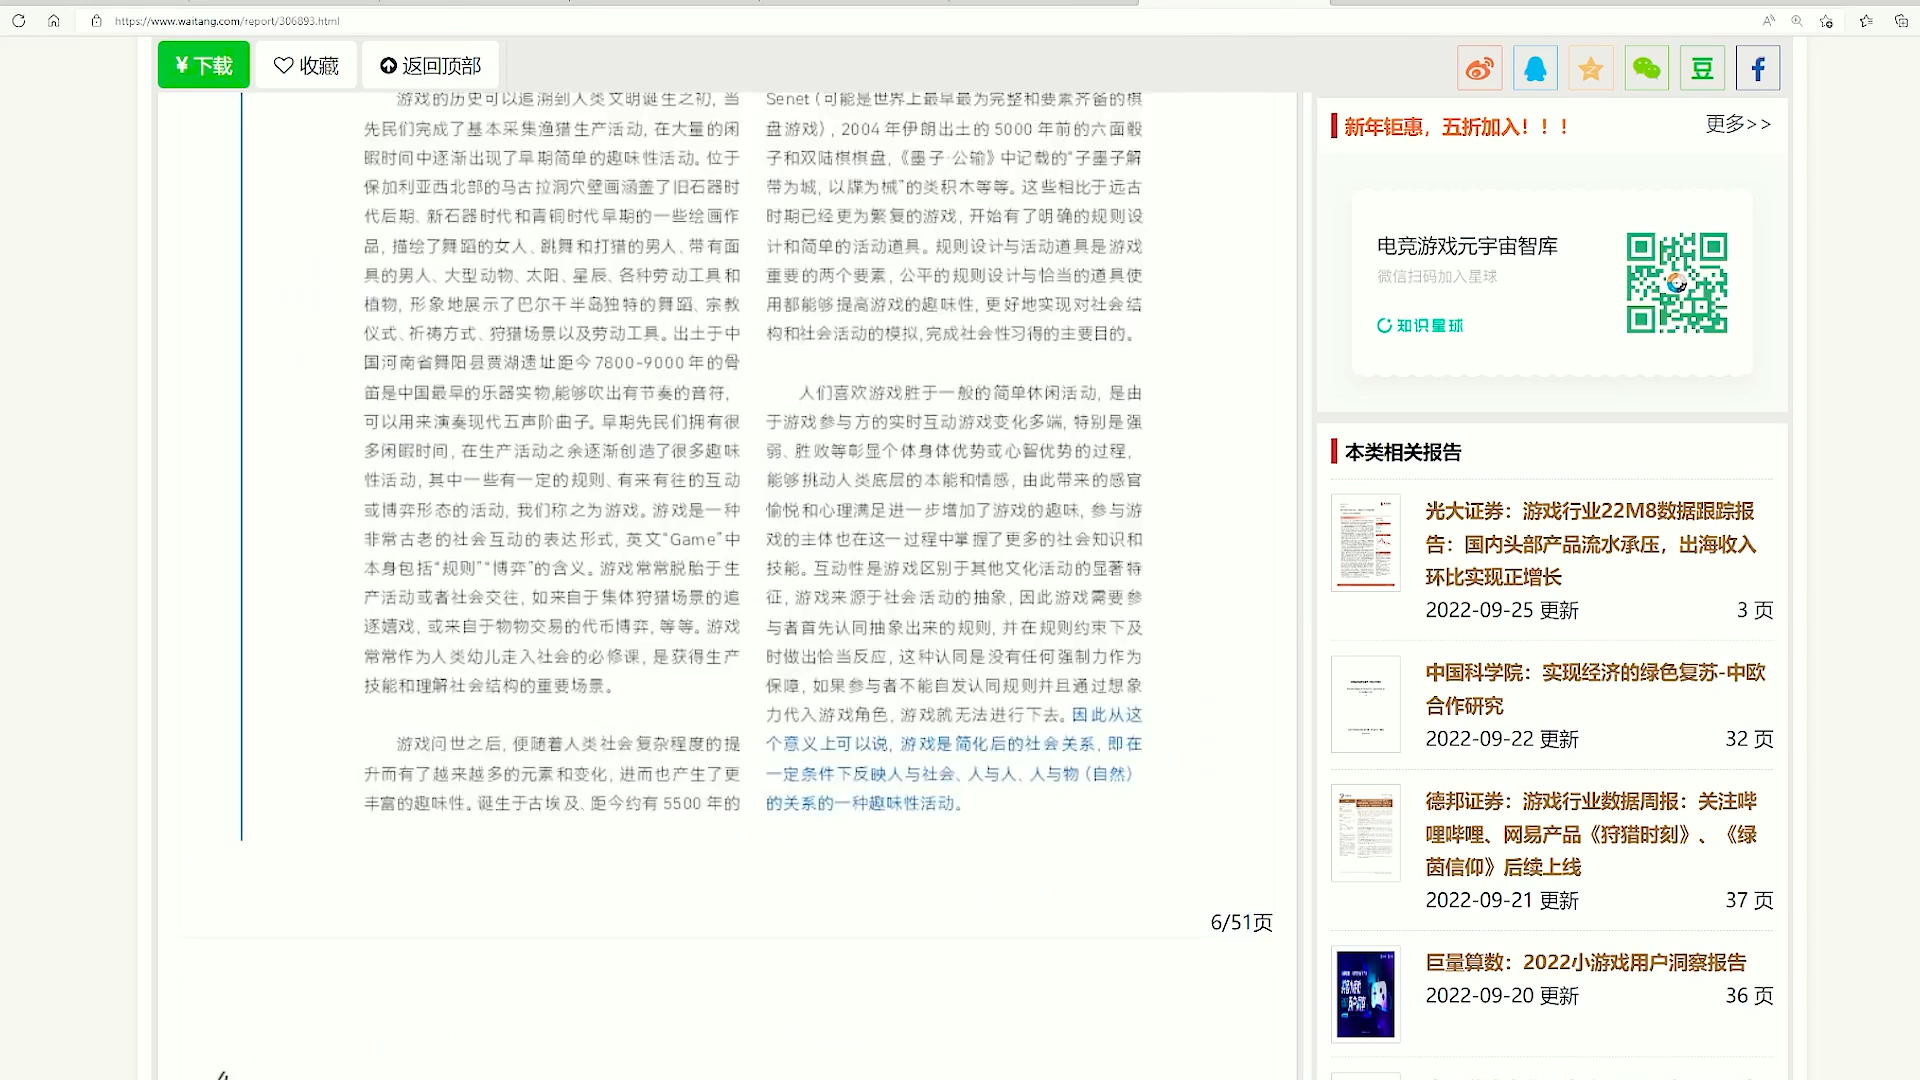 https://www.waitang.com/report/306893.html
¥下载
收藏
返回顶部
游戏的历史可以追溯到人类文明诞生之初，当
先民们完成了基本采集渔猎生产活动，在大量的闲
暇时间中逐渐出现了早期简单的趣味性活动。位于
保加利亚西北部的马古拉洞穴壁画涵盖了旧石器时
代后期、新石器时代和青铜时代早期的一些绘画作
品，描绘了舞蹈的女人、跳舞和打猎的男人、带有面
具的男人、大型动物、太阳、星辰、各种劳动工具和
植物，形象地展示了巴尔干半岛独特的舞蹈、宗教
仪式、祈祷方式、狩猎场景以及劳动工具。出土于中
国河南省舞阳县贾湖遗址距今7800-9000年的骨
笛是中国最早的乐器实物,能够吹出有节奏的音符，
可以用来演奏现代五声阶曲子。早期先民们拥有很
多闲暇时间，在生产活动之余逐渐创造了很多趣味
性活动，其中一些有一定的规则、有来有往的互动
或博弈形态的活动，我们称之为游戏。游戏是一种
非常古老的社会互动的表达形式，英文“Game”中
本身包括“规则”“博弈”的含义。游戏常常脱胎于生
产活动或者社会交往，如来自于集体狩猎场景的追
逐嬉戏，或来自于物物交易的代币博弈，等等。游戏
常常作为人类幼儿走入社会的必修课，是获得生产
技能和理解社会结构的重要场景。
游戏问世之后，便随着人类社会复杂程度的提
升而有了越来越多的元素和变化，进而也产生了更
丰富的趣味性。诞生于古埃及、距今约有5500年的
Senet（可能是世界上最早最为完整和要素齐备的棋
盘游戏），2004年伊朗出土的5000年前的六面骰
子和双陆棋棋盘，《墨子·公输》中记载的“子墨子解
带为城，以牒为械”的类积木等等。这些相比于远古
时期已经更为繁复的游戏，开始有了明确的规则设
计和简单的活动道具。规则设计与活动道具是游戏
重要的两个要素，公平的规则设计与恰当的道具使
用都能够提高游戏的趣味性，更好地实现对社会结
构和社会活动的模拟,完成社会性习得的主要目的。
人们喜欢游戏胜于一般的简单休闲活动，是由
于游戏参与方的实时互动游戏变化多端，特别是强
弱、胜败等彰显个体身体优势或心智优势的过程，
能够挑动人类底层的本能和情感，由此带来的感官
愉悦和心理满足进一步增加了游戏的趣味，参与游
戏的主体也在这一过程中掌握了更多的社会知识和
技能。互动性是游戏区别于其他文化活动的显著特
征，游戏来源于社会活动的抽象，因此游戏需要参
与者首先认同抽象出来的规则，并在规则约束下及
时做出恰当反应，这种认同是没有任何强制力作为
保障，如果参与者不能自发认同规则并且通过想象
力代入游戏角色，游戏就无法进行下去。因此从这
个意义上可以说，游戏是简化后的社会关系，即在
一定条件下反映人与社会、人与人、人与物（自然）
的关系的一种趣味性活动。
6/51页
豆
新年钜惠，五折加入！！！
更多>>
电竞游戏元宇宙智库
微信扫码加入星球
知识星球
本类相关报告
光大证券：游戏行业22M8数据跟踪报
告：国内头部产品流水承压，出海收入
环比实现正增长
2022-09-25 更新
3 页
中国科学院：实现经济的绿色复苏-中欧
合作研究
2022-09-22 更新
32 页
德邦证券：游戏行业数据周报：关注哔
哩哔哩、网易产品《狩猎时刻》、《绿
茵信仰》后续上线
2022-09-21 更新
37 页
巨量算数：2022小游戏用户洞察报告
2022-09-20 更新
36 页